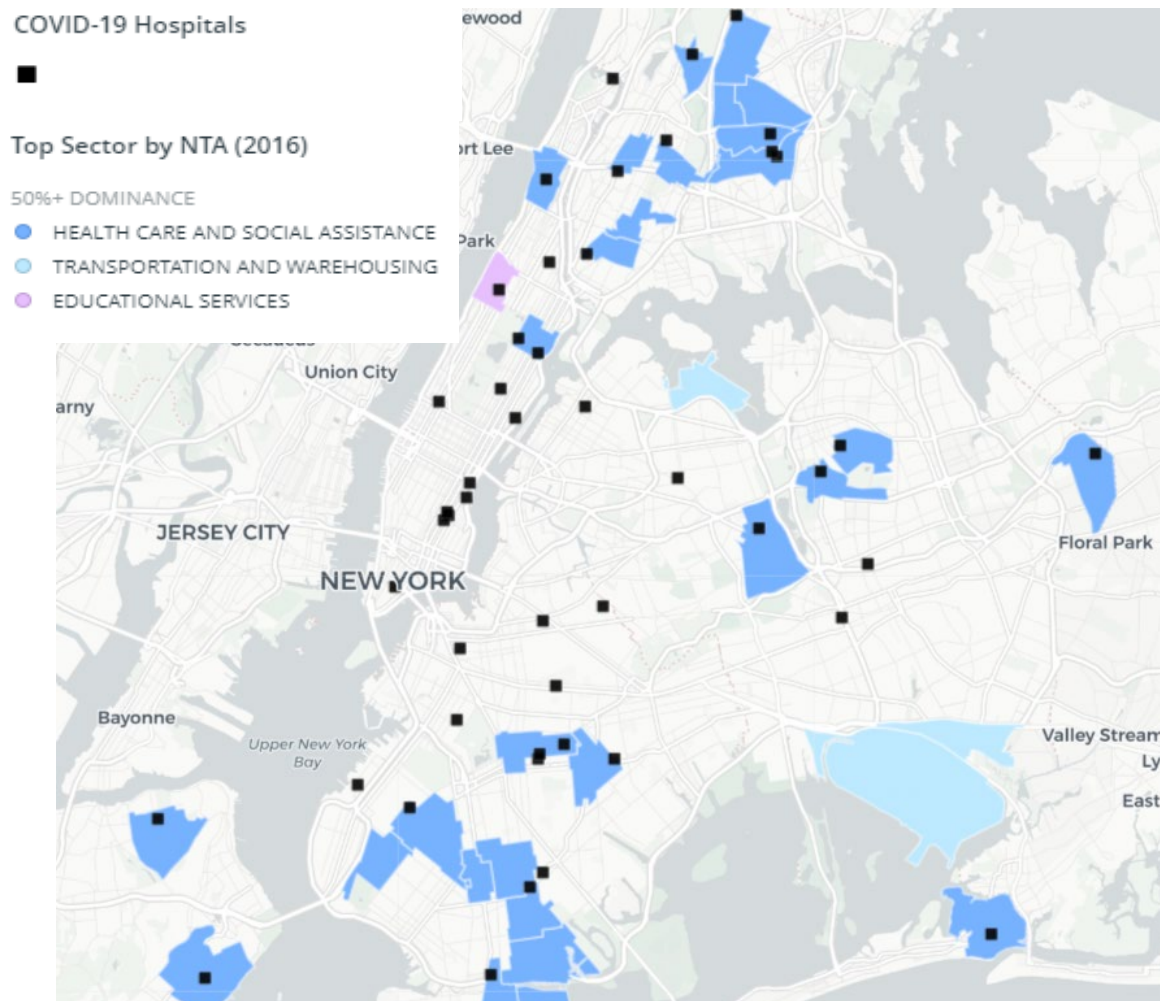 COVID-19 Hospitals
Top Sector by NTA (2016)
50%+ DOMINANCE
HEALTH CARE AND SOCIAL ASSISTANCE
TRANSPORTATION AND WAREHOUSING
EDUCATIONAL SERVICES
ewood
ort Lee
Park
Union City
arny
JERSEY CITY
NEW YORK
Floral Park
Bayonne
Upper New York
Bay
Valley Stream
Ly
East